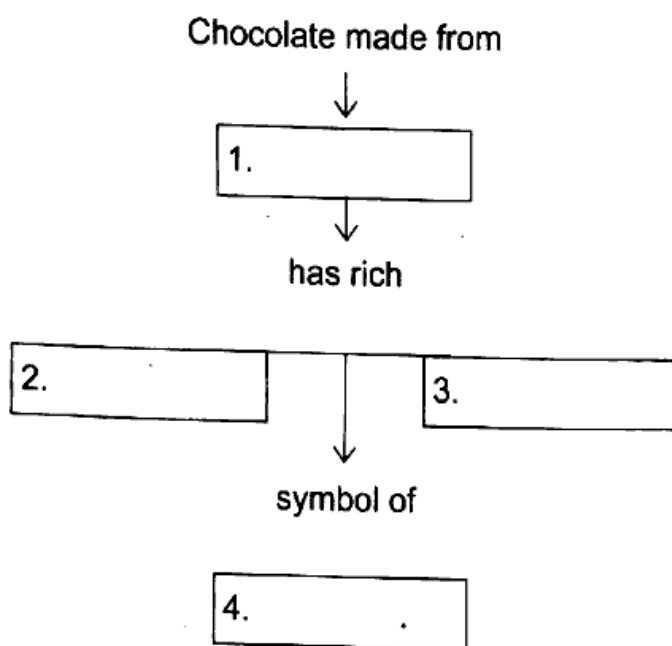 Chocolate made from
1.
has rich
2. 3.
symbol of
4.